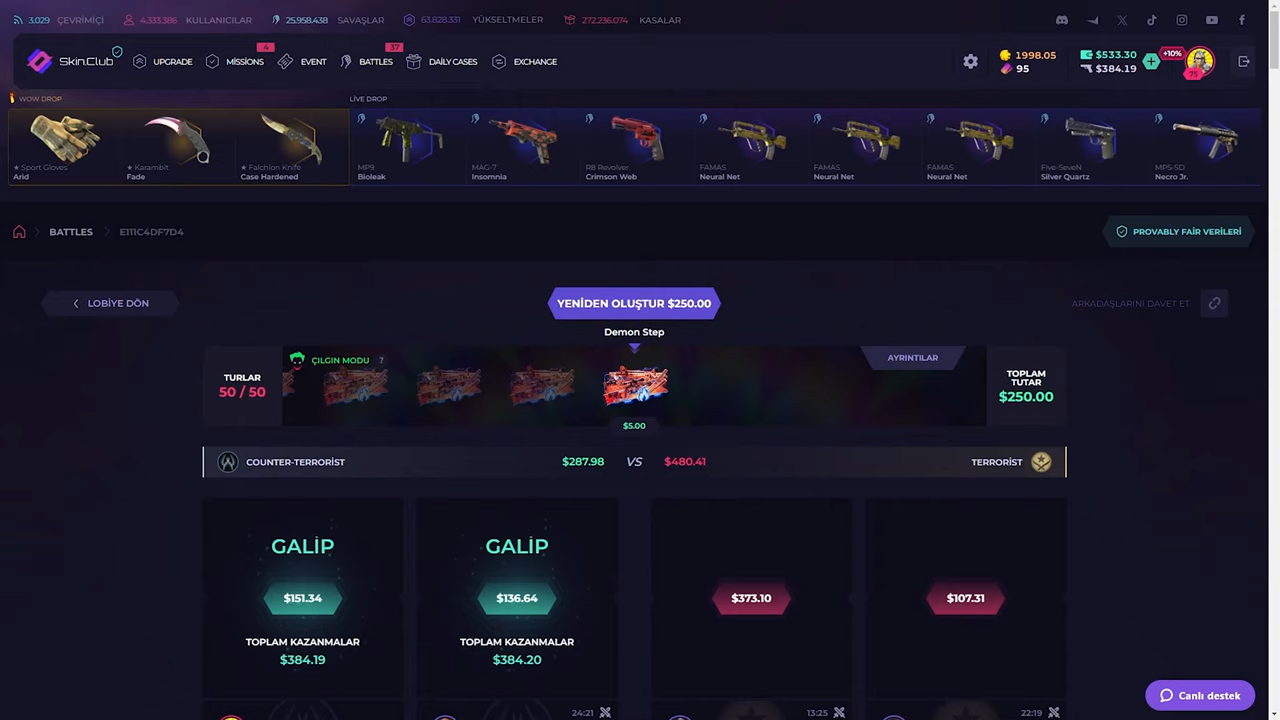 3.029 ÇEVRİMİÇİ 4.333.386 KULLANICILAR 25.958.438 SAVAŞLAR 63.828.331 YÜKSELTMELER 272.236.074 KASALAR
Skin.Club UPGRADE 4 MISSIONS EVENT 37 BATTLES DAILY CASE EXCHANGE 1998.05 $533.30 +10%
95 $384.19 75
WOW DROP LIVE DROP
★ Sport Gloves ★ Karambit ★ Falchion Knife MP9 MAG-7 R8 Revolver FAMAS FAMAS FAMAS Five-SeveN MP5-SD
Arid Fade Case Hardened Bioleak Insomnia Crimson Web Neural Net Neural Net Neural Net Silver Quartz Necro Jr.
BATTLES E111C4DF7D4 PROVABLY FAIR VERİLERİ
LOBİYE DÖN YENİDEN OLUŞTUR $250.00 ARKADAŞLARINI DAVET ET
Demon Step
ÇILGIN MODU ? AYRINTILAR
TURLAR
50 / 50
TOPLAM
TUTAR
$250.00
$5.00
COUNTER-TERRORIST $287.98 VS $480.41 TERRORIST
GALİP GALİP
$151.34 $136.64 $373.10 $107.31
TOPLAM KAZANMALAR TOPLAM KAZANMALAR
$384.19 $384.20
Canlı destek
24:21 13:25 22:19